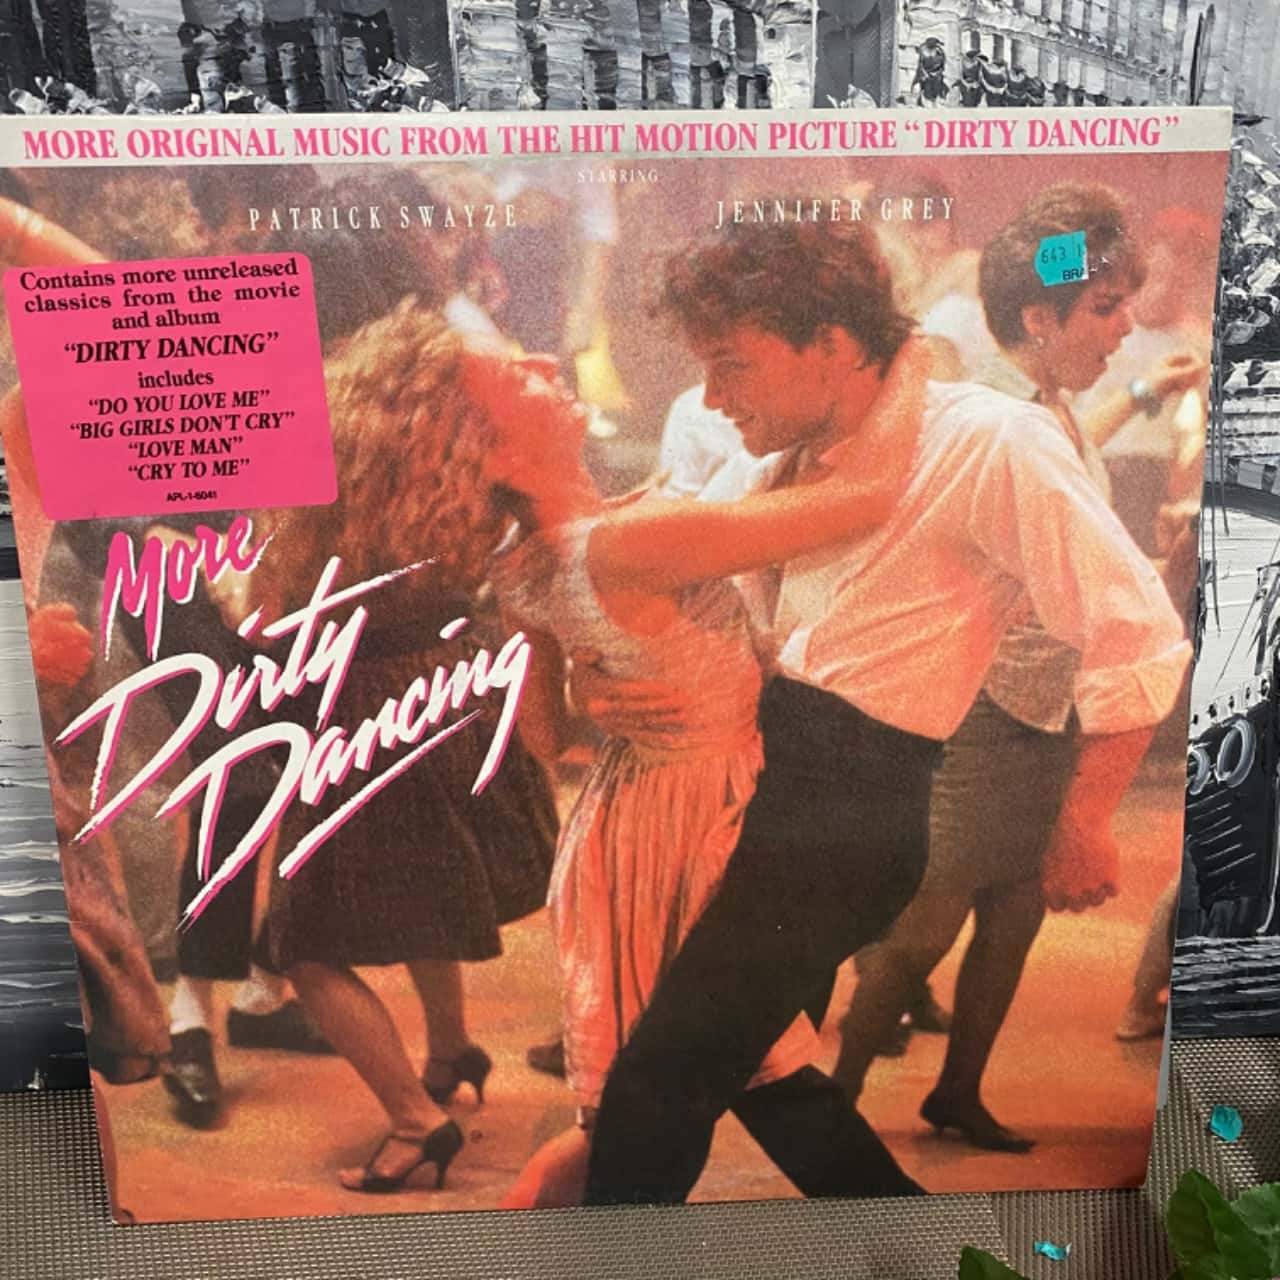 MORE ORIGINAL MUSIC FROM THE HIT MOTION PICTURE “DIRTY DANCING”
STARRING
PATRICK SWAYZE JENNIFER GREY
Contains more unreleased
classics from the movie
and album
“DIRTY DANCING”
includes
“DO YOU LOVE ME”
“BIG GIRLS DON'T CRY”
“LOVE MAN”
“CRY TO ME”
APL-1-6041
More
Dirty
Dancing
643
BRA